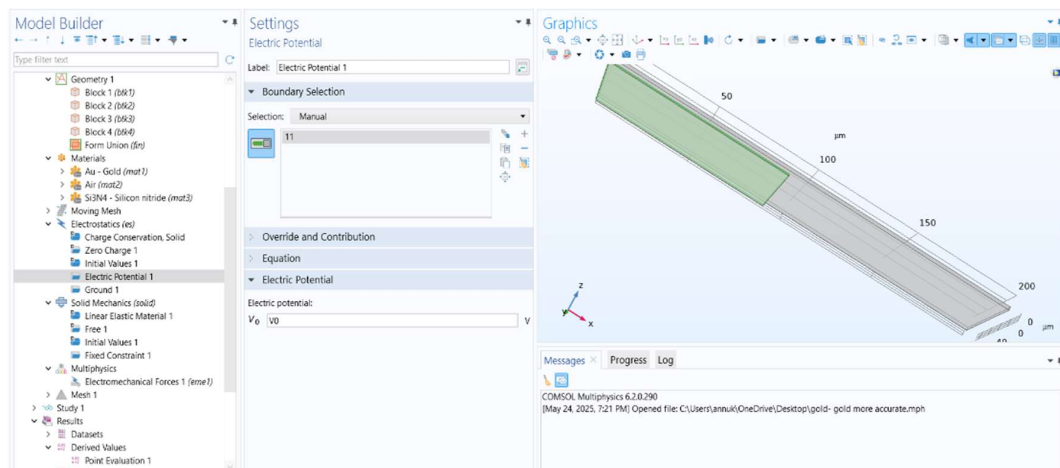 Model Builder
Type filter text
Geometry 1
Block 1 (blk1)
Block 2 (blk2)
Block 3 (blk3)
Block 4 (blk4)
Form Union (fin)
Materials
Au - Gold (mat1)
Air (mat2)
Si3N4 - Silicon nitride (mat3)
Moving Mesh
Electrostatics (es)
Charge Conservation, Solid
Zero Charge 1
Initial Values 1
Electric Potential 1
Ground 1
Solid Mechanics (solid)
Linear Elastic Material 1
Free 1
Initial Values 1
Fixed Constraint 1
Multiphysics
Electromechanical Forces 1 (eme1)
Mesh 1
Study 1
Results
Datasets
Derived Values
Point Evaluation 1
Settings
Electric Potential
Label: Electric Potential 1
Boundary Selection
Selection: Manual
11
Override and Contribution
Equation
Electric Potential
Electric potential:
V0 V0 V
Graphics
50
µm
100
150
200
0 µm
0
z
y x
Messages Progress Log
COMSOL Multiphysics 6.2.0.290
[May 24, 2025, 7:21 PM] Opened file: C:\Users\annuk\OneDrive\Desktop\gold- gold more accurate.mph